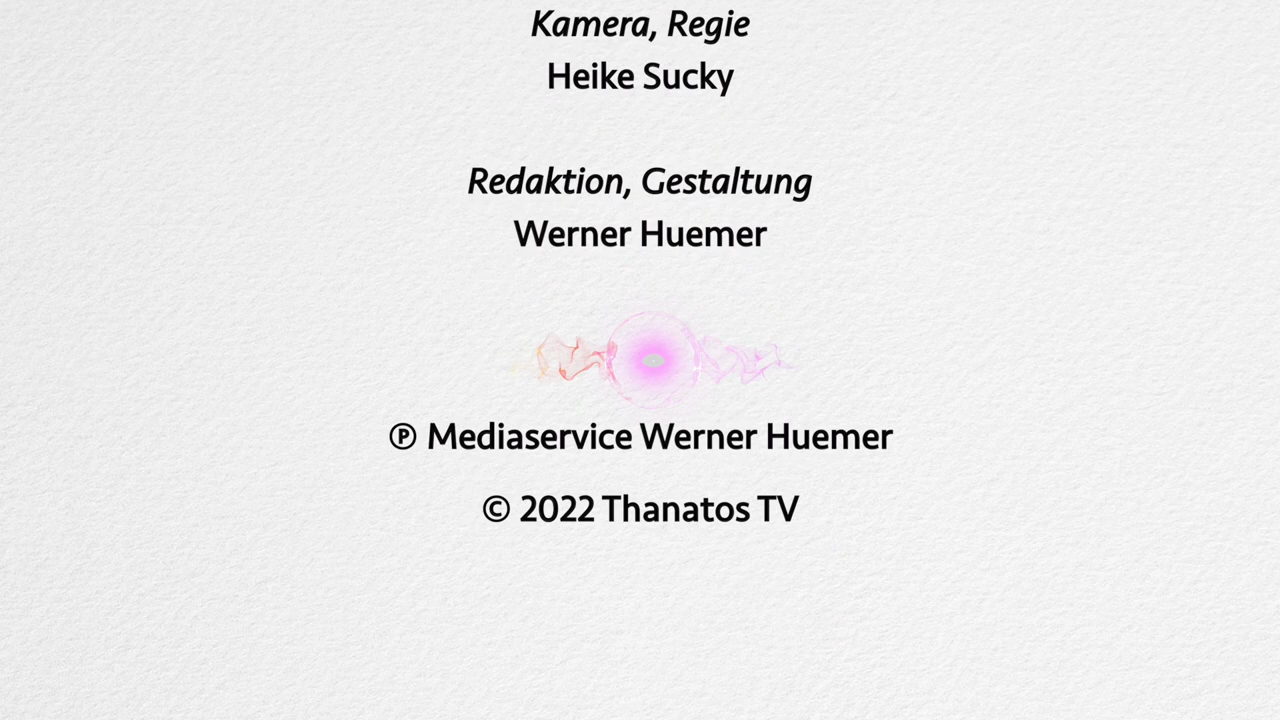 Kamera, Regie
Heike Sucky
Redaktion, Gestaltung
Werner Huemer
℗ Mediaservice Werner Huemer
© 2022 Thanatos TV